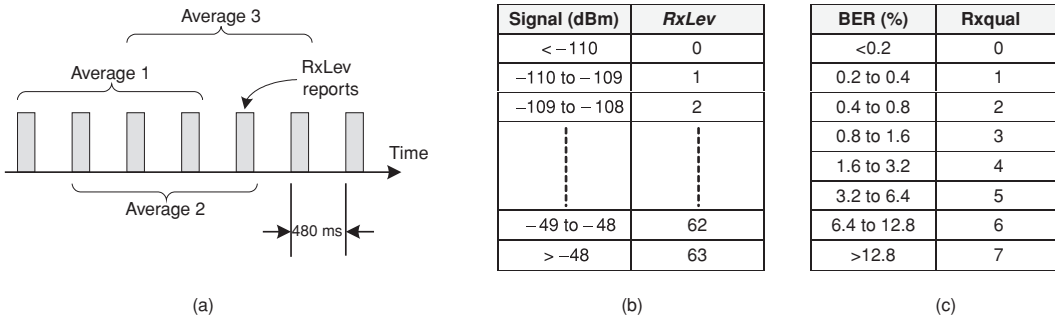 Average 3
Average 1
RxLev
reports
Time
Average 2
480 ms
(a)
Signal (dBm) RxLev
< −110 0
−110 to −109 1
−109 to −108 2
−49 to −48 62
> −48 63
(b)
BER (%) Rxqual
<0.2 0
0.2 to 0.4 1
0.4 to 0.8 2
0.8 to 1.6 3
1.6 to 3.2 4
3.2 to 6.4 5
6.4 to 12.8 6
>12.8 7
(c)